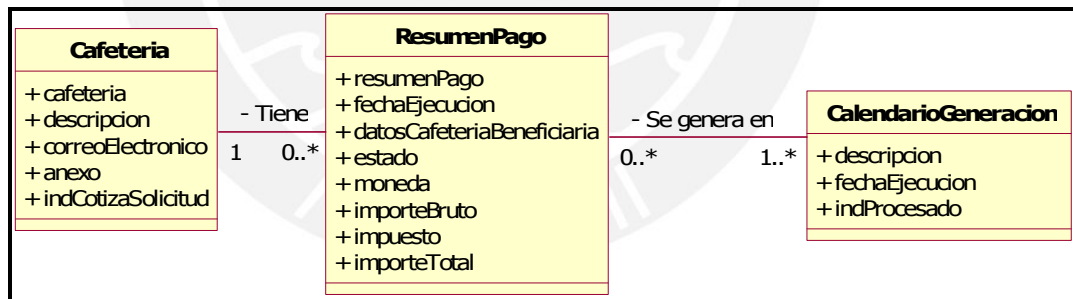 Cafeteria
+ cafeteria
+ descripcion
+ correoElectronico
+ anexo
+ indCotizaSolicitud
- Tiene
1 0..*
ResumenPago
+ resumenPago
+ fechaEjecucion
+ datosCafeteriaBeneficiaria
+ estado
+ moneda
+ importeBruto
+ impuesto
+ importeTotal
- Se genera en
0..* 1..*
CalendarioGeneracion
+ descripcion
+ fechaEjecucion
+ indProcesado